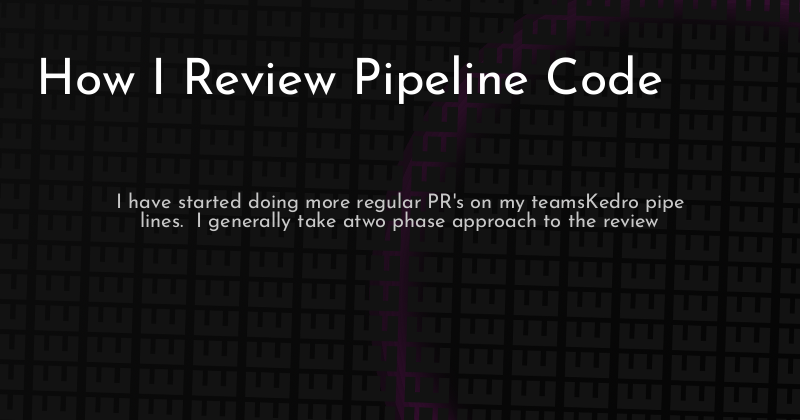 How I Review Pipeline Code
I have started doing more regular PR's on my teamsKedro pipe
lines.  I generally take atwo phase approach to the review